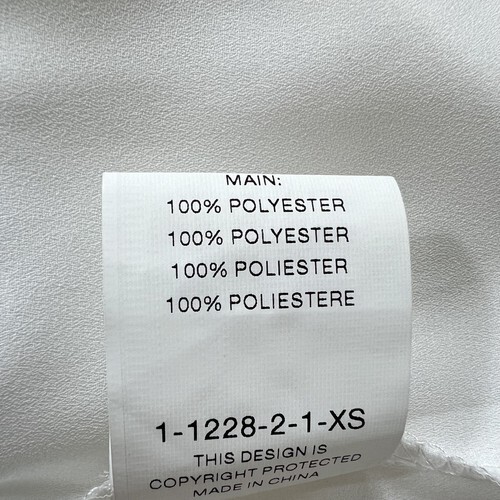 MAIN:
100% POLYESTER
100% POLYESTER
100% POLIESTER
100% POLIESTERE
1-1228-2-1-XS
THIS DESIGN IS
COPYRIGHT PROTECTED
MADE IN CHINA